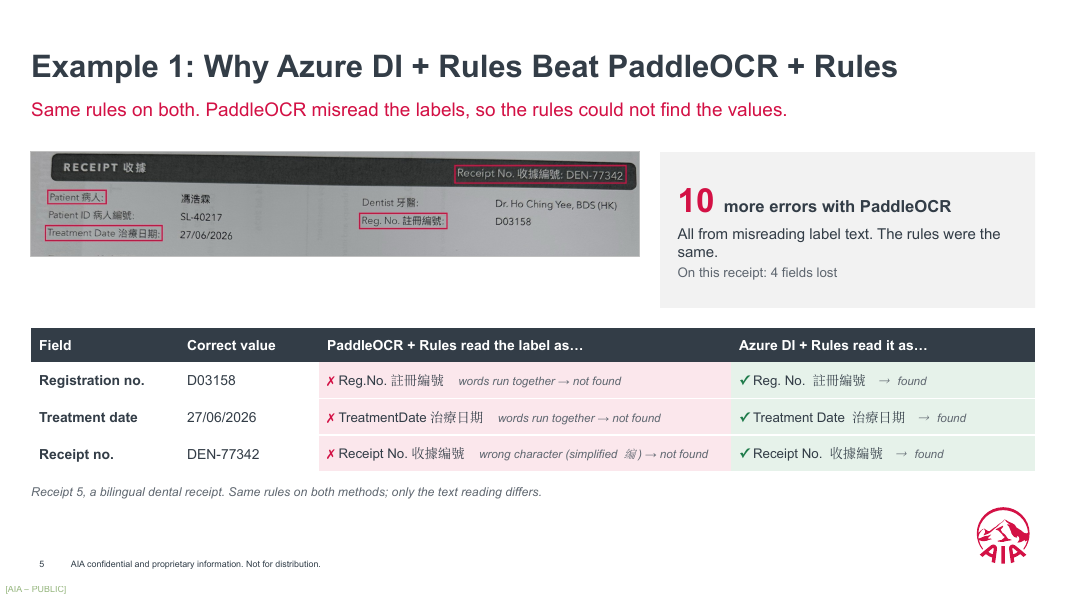 Example 1: Why Azure DI + Rules Beat PaddleOCR + Rules
Same rules on both. PaddleOCR misread the labels, so the rules could not find the values.
RECEIPT 收據
Receipt No. 收據編號: DEN-77342
Patient 病人: 馮浩霖
Dentist 牙醫: Dr. Ho Ching Yee, BDS (HK)
Patient ID 病人編號: SL-40217
Reg. No. 註冊編號: D03158
Treatment Date 治療日期: 27/06/2026
10 more errors with PaddleOCR
All from misreading label text. The rules were the
same.
On this receipt: 4 fields lost
Field Correct value PaddleOCR + Rules read the label as… Azure DI + Rules read it as…
Registration no. D03158 ✗ Reg.No. 註冊編號 words run together → not found ✓ Reg. No. 註冊編號 → found
Treatment date 27/06/2026 ✗ TreatmentDate 治療日期 words run together → not found ✓ Treatment Date 治療日期 → found
Receipt no. DEN-77342 ✗ Receipt No. 收據編號 wrong character (simplified 编) → not found ✓ Receipt No. 收據編號 → found
Receipt 5, a bilingual dental receipt. Same rules on both methods; only the text reading differs.
AIA
5 AIA confidential and proprietary information. Not for distribution.
[AIA – PUBLIC]